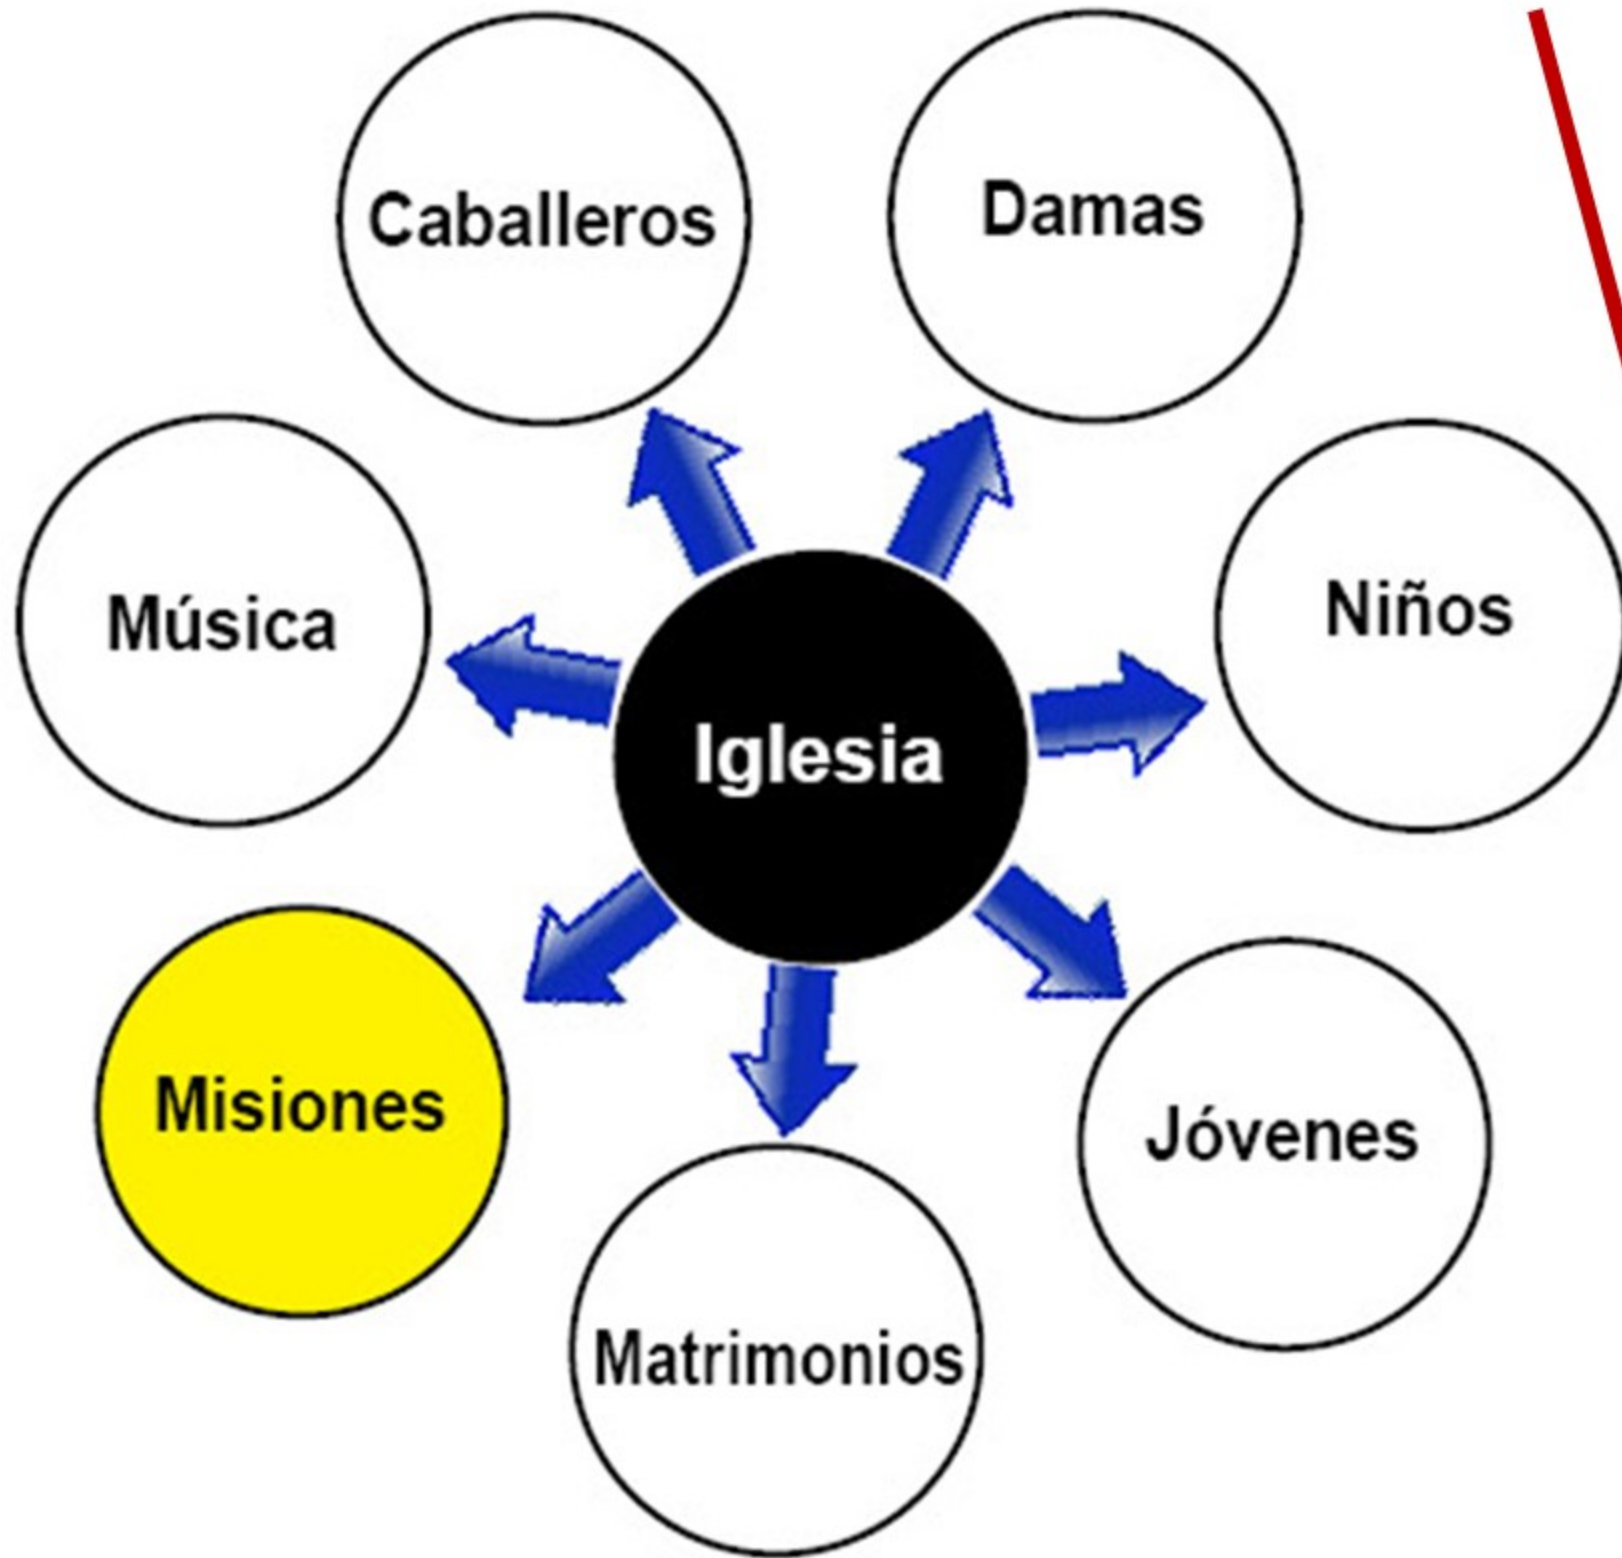 Caballeros
Damas
Música
Niños
Iglesia
Misiones
Jóvenes
Matrimonios